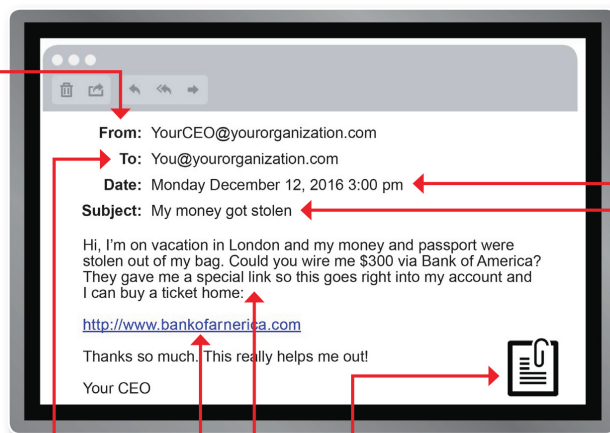 From: YourCEO@yourorganization.com
To: You@yourorganization.com
Date: Monday December 12, 2016 3:00 pm
Subject: My money got stolen
Hi, I'm on vacation in London and my money and passport were
stolen out of my bag. Could you wire me $300 via Bank of America?
They gave me a special link so this goes right into my account and
I can buy a ticket home:
http://www.bankofarnerica.com
Thanks so much. This really helps me out!
Your CEO